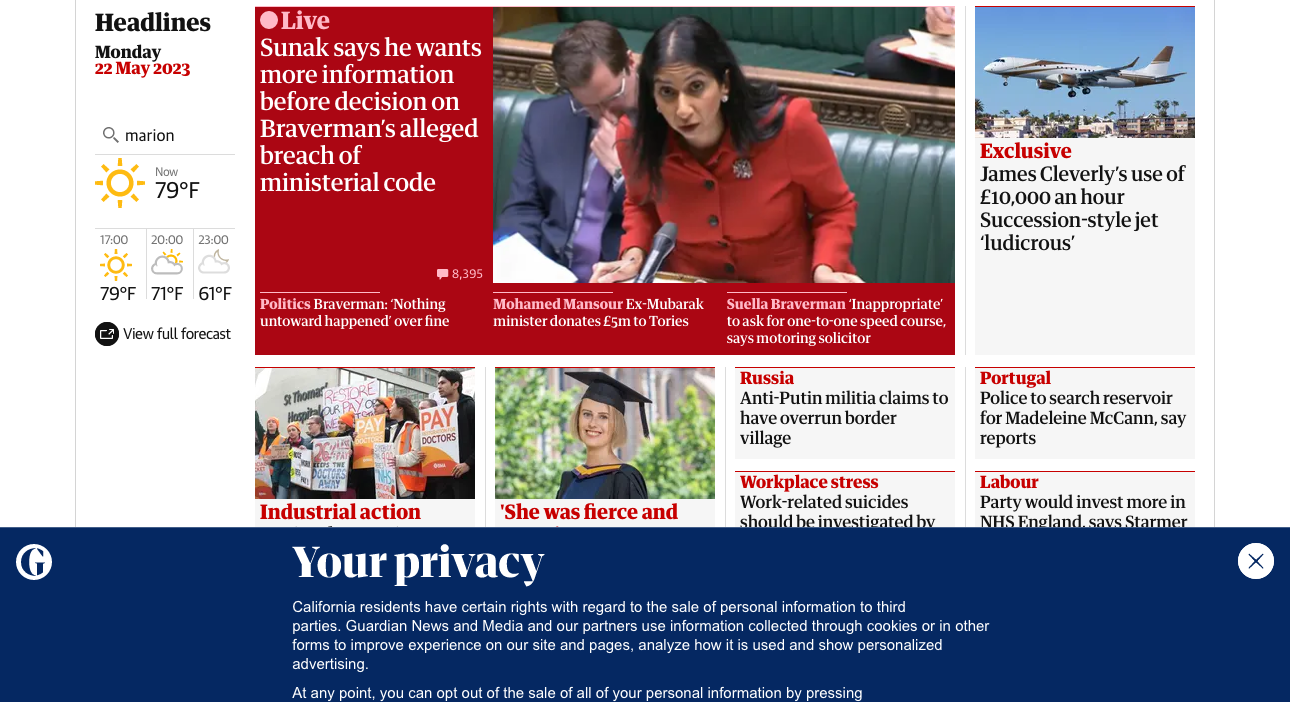 Headlines
Monday
22 May 2023
marion
Now
79°F
17:00
79°F
20:00
71°F
23:00
61°F
View full forecast
Live
Sunak says he wants
more information
before decision on
Braverman's alleged
breach of
ministerial code
8,395
Politics Braverman: 'Nothing
untoward happened' over fine
Mohamed Mansour Ex-Mubarak
minister donates £5m to Tories
Suella Braverman 'Inappropriate'
to ask for one-to-one speed course,
says motoring solicitor
Exclusive
James Cleverly's use of
£10,000 an hour
Succession-style jet
'ludicrous'
St Thomas'
Hospital
RESTORE
OUR PAY
PAY
PAY
DOCTORS
DOCTORS
Industrial action
'She was fierce and
Russia
Anti-Putin militia claims to
have overrun border
village
Workplace stress
Work-related suicides
should be investigated by
Portugal
Police to search reservoir
for Madeleine McCann, say
reports
Labour
Party would invest more in
NHS England, says Starmer
G
Your privacy
California residents have certain rights with regard to the sale of personal information to third
parties. Guardian News and Media and our partners use information collected through cookies or in other
forms to improve experience on our site and pages, analyze how it is used and show personalized
advertising.
At any point, you can opt out of the sale of all of your personal information by pressing